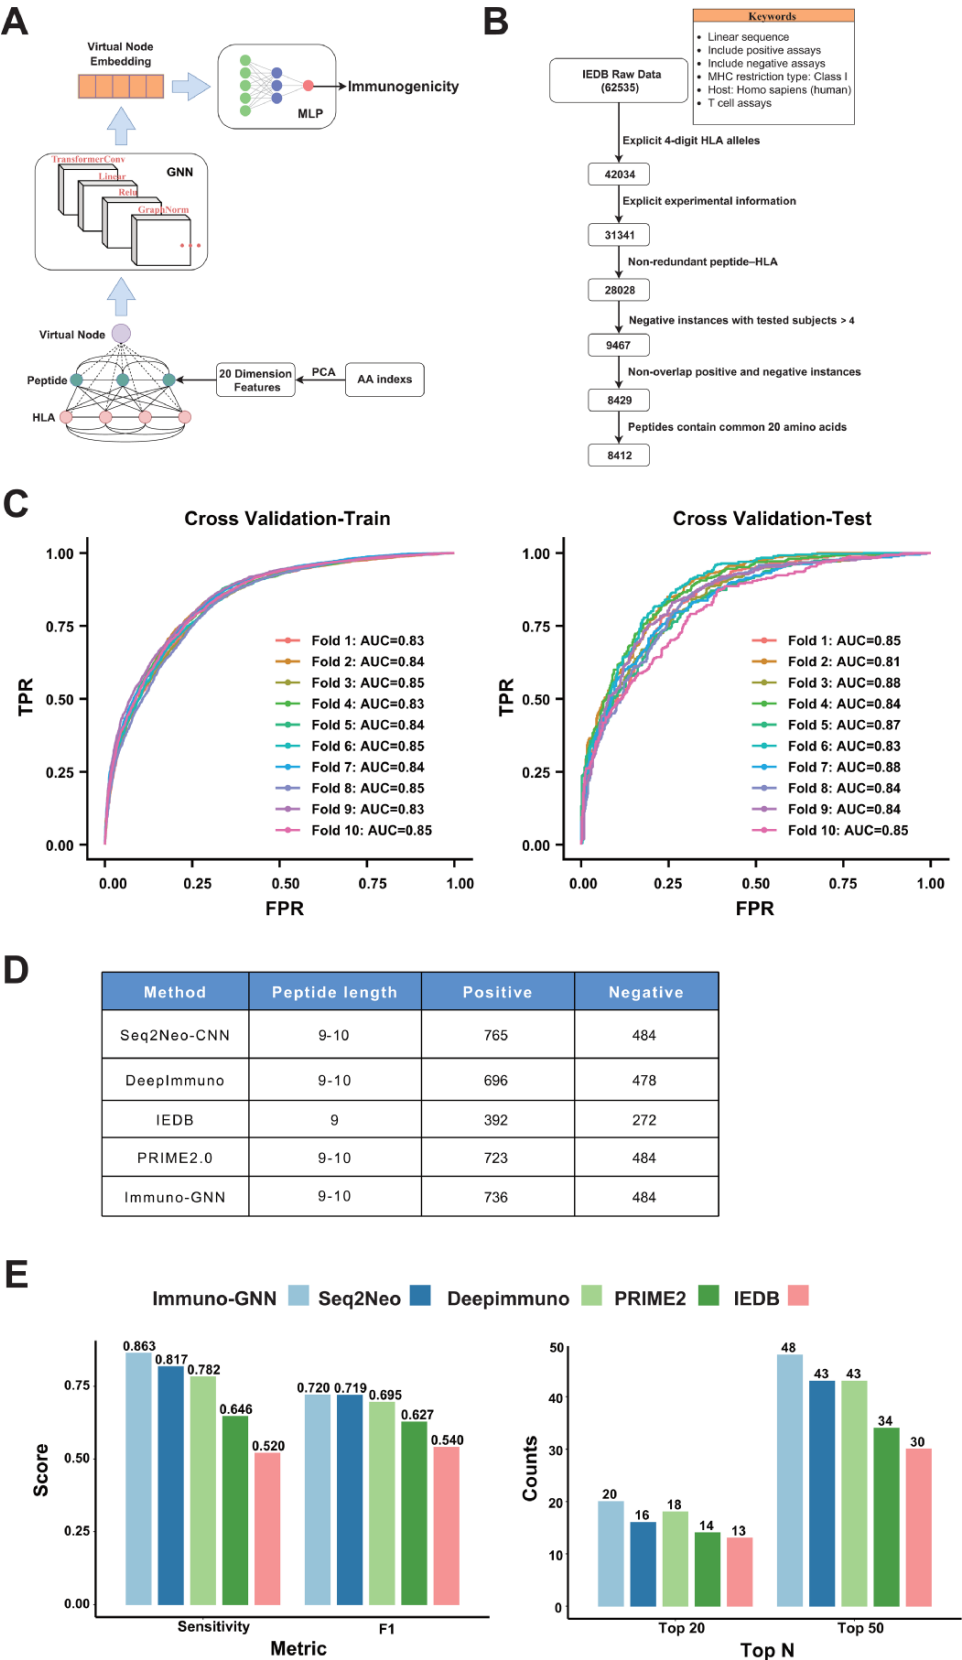 A
Virtual Node
Embedding
MLP
Immunogenicity
TransformerConv
Linear
Relu
GraphNorm
GNN
Virtual Node
Peptide
HLA
20 Dimension
Features
PCA
AA indexs
B
Keywords
• Linear sequence
• Include positive assays
• Include negative assays
• MHC restriction type: Class I
• Host: Homo sapiens (human)
• T cell assays
IEDB Raw Data
(62535)
Explicit 4-digit HLA alleles
42034
Explicit experimental information
31341
Non-redundant peptide–HLA
28028
Negative instances with tested subjects > 4
9467
Non-overlap positive and negative instances
8429
Peptides contain common 20 amino acids
8412
C
Cross Validation-Train
TPR
1.00
0.75
0.50
0.25
0.00
Fold 1: AUC=0.83
Fold 2: AUC=0.84
Fold 3: AUC=0.85
Fold 4: AUC=0.83
Fold 5: AUC=0.84
Fold 6: AUC=0.85
Fold 7: AUC=0.84
Fold 8: AUC=0.85
Fold 9: AUC=0.83
Fold 10: AUC=0.85
0.00 0.25 0.50 0.75 1.00
FPR
Cross Validation-Test
TPR
1.00
0.75
0.50
0.25
0.00
Fold 1: AUC=0.85
Fold 2: AUC=0.81
Fold 3: AUC=0.88
Fold 4: AUC=0.84
Fold 5: AUC=0.87
Fold 6: AUC=0.83
Fold 7: AUC=0.88
Fold 8: AUC=0.84
Fold 9: AUC=0.84
Fold 10: AUC=0.85
0.00 0.25 0.50 0.75 1.00
FPR
D
Method Peptide length Positive Negative
Seq2Neo-CNN 9-10 765 484
DeepImmuno 9-10 696 478
IEDB 9 392 272
PRIME2.0 9-10 723 484
Immuno-GNN 9-10 736 484
E
Immuno-GNN Seq2Neo Deepimmuno PRIME2 IEDB
Score
0.75
0.50
0.25
0.00
0.863 0.817 0.782 0.646 0.520
0.720 0.719 0.695 0.627 0.540
Sensitivity F1
Metric
Counts
50
40
30
20
10
0
20 16 18 14 13
48 43 43 34 30
Top 20 Top 50
Top N